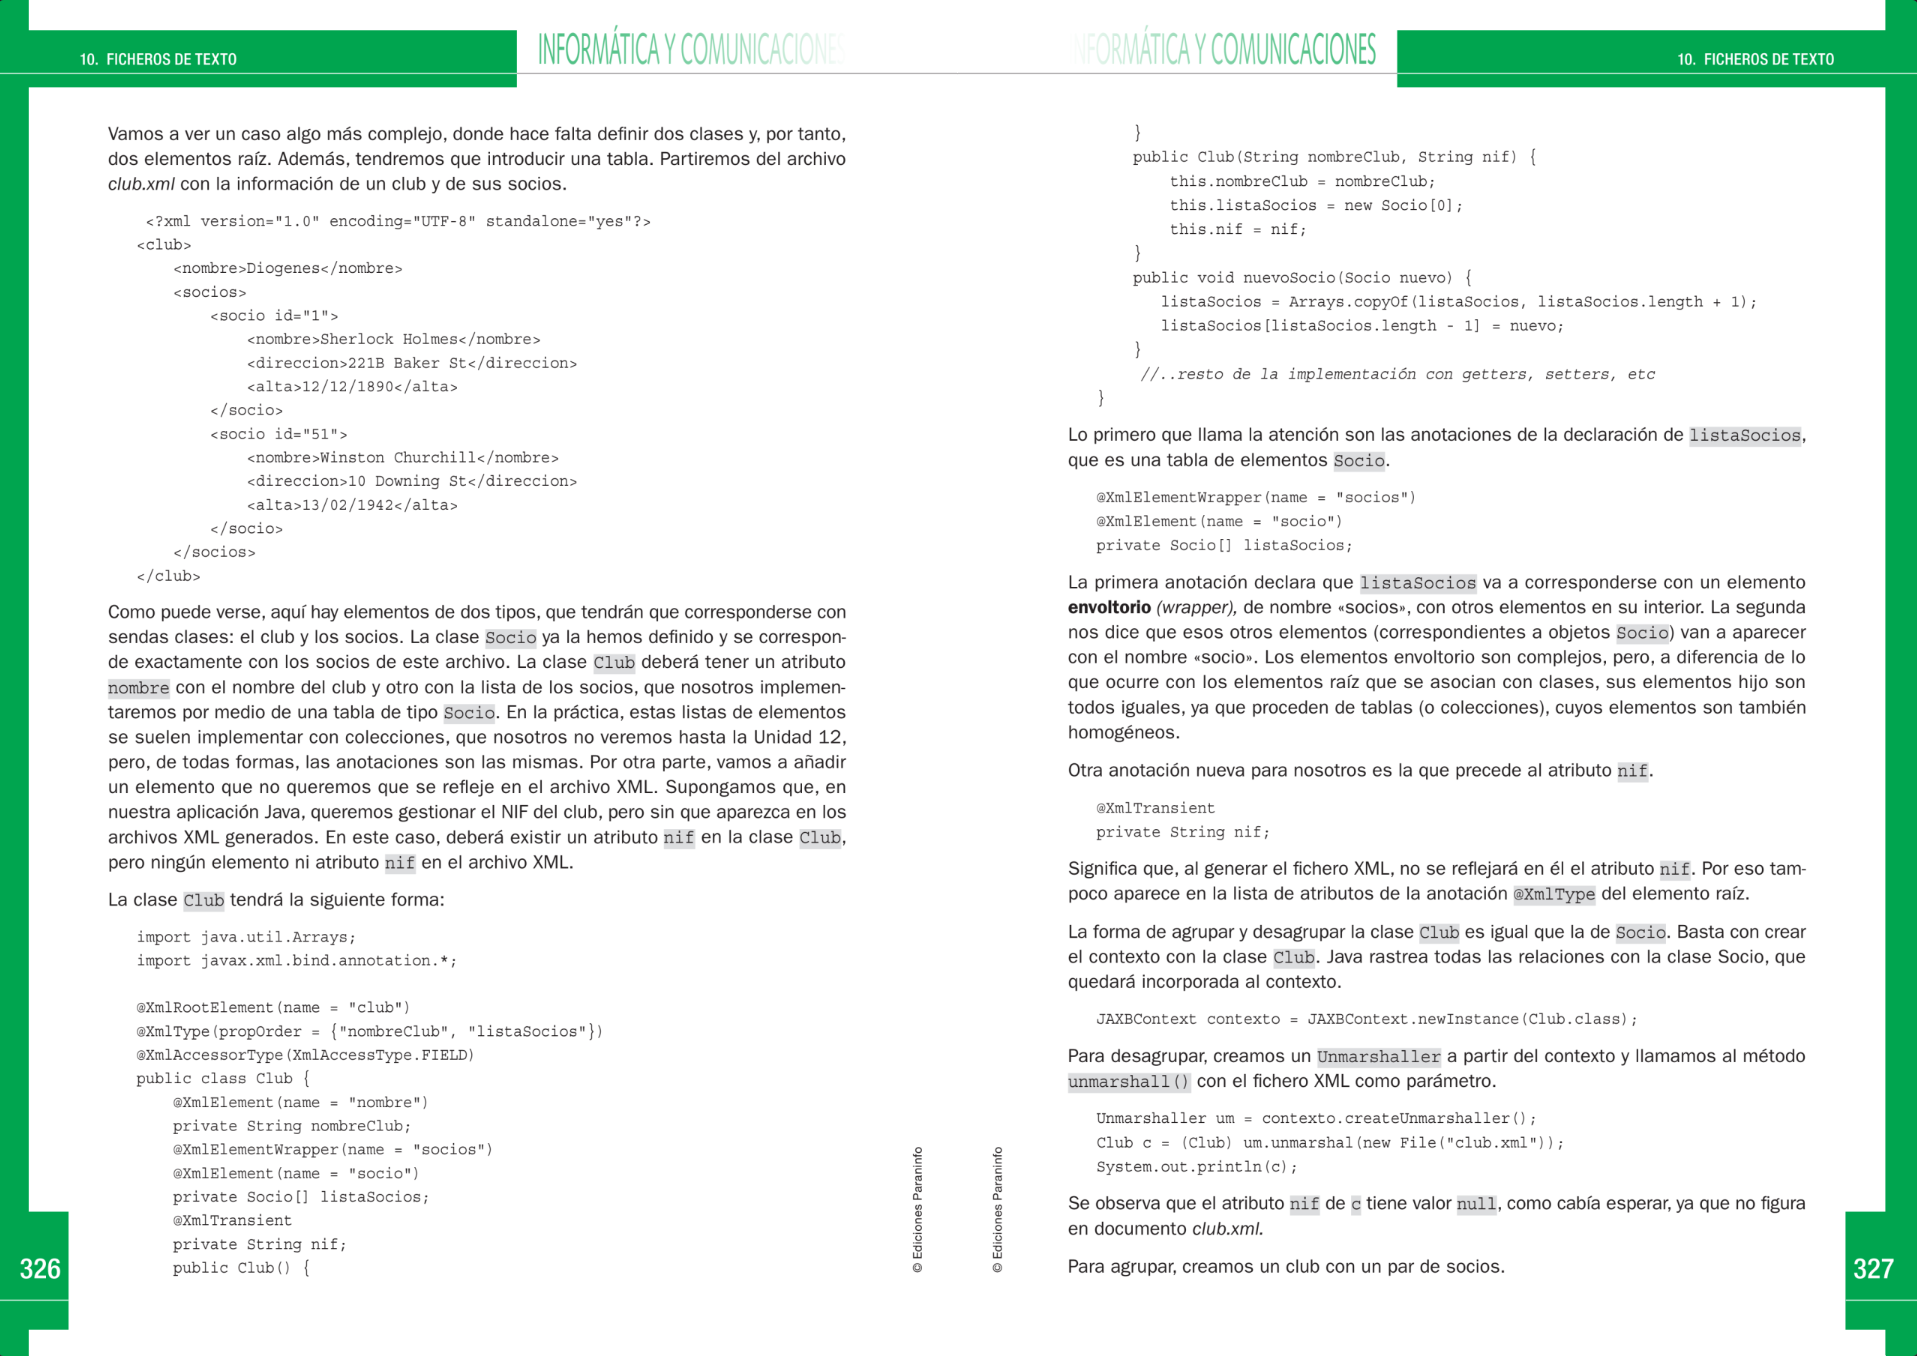 10. FICHEROS DE TEXTO
INFORMÁTICA Y COMUNICACIONES
Vamos a ver un caso algo más complejo, donde hace falta definir dos clases y, por tanto,
dos elementos raíz. Además, tendremos que introducir una tabla. Partiremos del archivo
club.xml con la información de un club y de sus socios.
<?xml version="1.0" encoding="UTF-8" standalone="yes"?>
<club>
<nombre>Diogenes</nombre>
<socios>
<socio id="1">
<nombre>Sherlock Holmes</nombre>
<direccion>221B Baker St</direccion>
<alta>12/12/1890</alta>
</socio>
<socio id="51">
<nombre>Winston Churchill</nombre>
<direccion>10 Downing St</direccion>
<alta>13/02/1942</alta>
</socio>
</socios>
</club>
Como puede verse, aquí hay elementos de dos tipos, que tendrán que corresponderse con
sendas clases: el club y los socios. La clase Socio ya la hemos definido y se correspon-
de exactamente con los socios de este archivo. La clase Club deberá tener un atributo
nombre con el nombre del club y otro con la lista de los socios, que nosotros implemen-
taremos por medio de una tabla de tipo Socio. En la práctica, estas listas de elementos
se suelen implementar con colecciones, que nosotros no veremos hasta la Unidad 12,
pero, de todas formas, las anotaciones son las mismas. Por otra parte, vamos a añadir
un elemento que no queremos que se refleje en el archivo XML. Supongamos que, en
nuestra aplicación Java, queremos gestionar el NIF del club, pero sin que aparezca en los
archivos XML generados. En este caso, deberá existir un atributo nif en la clase Club,
pero ningún elemento ni atributo nif en el archivo XML.
La clase Club tendrá la siguiente forma:
import java.util.Arrays;
import javax.xml.bind.annotation.*;
@XmlRootElement(name = "club")
@XmlType(propOrder = {"nombreClub", "listaSocios"})
@XmlAccessorType(XmlAccessType.FIELD)
public class Club {
@XmlElement(name = "nombre")
private String nombreClub;
@XmlElementWrapper(name = "socios")
@XmlElement(name = "socio")
private Socio[] listaSocios;
@XmlTransient
private String nif;
public Club() {
© Ediciones Paraninfo
326
INFORMÁTICA Y COMUNICACIONES
10. FICHEROS DE TEXTO
}
public Club(String nombreClub, String nif) {
this.nombreClub = nombreClub;
this.listaSocios = new Socio[0];
this.nif = nif;
}
public void nuevoSocio(Socio nuevo) {
listaSocios = Arrays.copyOf(listaSocios, listaSocios.length + 1);
listaSocios[listaSocios.length - 1] = nuevo;
}
//..resto de la implementación con getters, setters, etc
}
Lo primero que llama la atención son las anotaciones de la declaración de listaSocios,
que es una tabla de elementos Socio.
@XmlElementWrapper(name = "socios")
@XmlElement(name = "socio")
private Socio[] listaSocios;
La primera anotación declara que listaSocios va a corresponderse con un elemento
envoltorio (wrapper), de nombre «socios», con otros elementos en su interior. La segunda
nos dice que esos otros elementos (correspondientes a objetos Socio) van a aparecer
con el nombre «socio». Los elementos envoltorio son complejos, pero, a diferencia de lo
que ocurre con los elementos raíz que se asocian con clases, sus elementos hijo son
todos iguales, ya que proceden de tablas (o colecciones), cuyos elementos son también
homogéneos.
Otra anotación nueva para nosotros es la que precede al atributo nif.
@XmlTransient
private String nif;
Significa que, al generar el fichero XML, no se reflejará en él el atributo nif. Por eso tam-
poco aparece en la lista de atributos de la anotación @XmlType del elemento raíz.
La forma de agrupar y desagrupar la clase Club es igual que la de Socio. Basta con crear
el contexto con la clase Club. Java rastrea todas las relaciones con la clase Socio, que
quedará incorporada al contexto.
JAXBContext contexto = JAXBContext.newInstance(Club.class);
Para desagrupar, creamos un Unmarshaller a partir del contexto y llamamos al método
unmarshall() con el fichero XML como parámetro.
Unmarshaller um = contexto.createUnmarshaller();
Club c = (Club) um.unmarshal(new File("club.xml"));
System.out.println(c);
Se observa que el atributo nif de c tiene valor null, como cabía esperar, ya que no figura
en documento club.xml.
Para agrupar, creamos un club con un par de socios.
© Ediciones Paraninfo
327